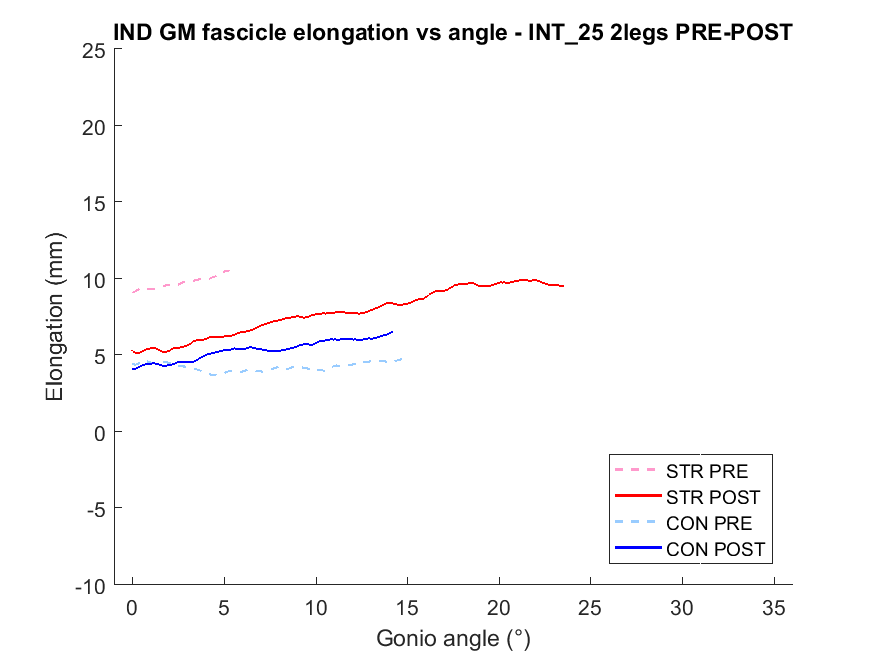 IND GM fascicle elongation vs angle - INT_25 2legs PRE-POST
25
20
15
10
5
0
-5
-10
Elongation (mm)
0 5 10 15 20 25 30 35
Gonio angle (°)
STR PRE
STR POST
CON PRE
CON POST